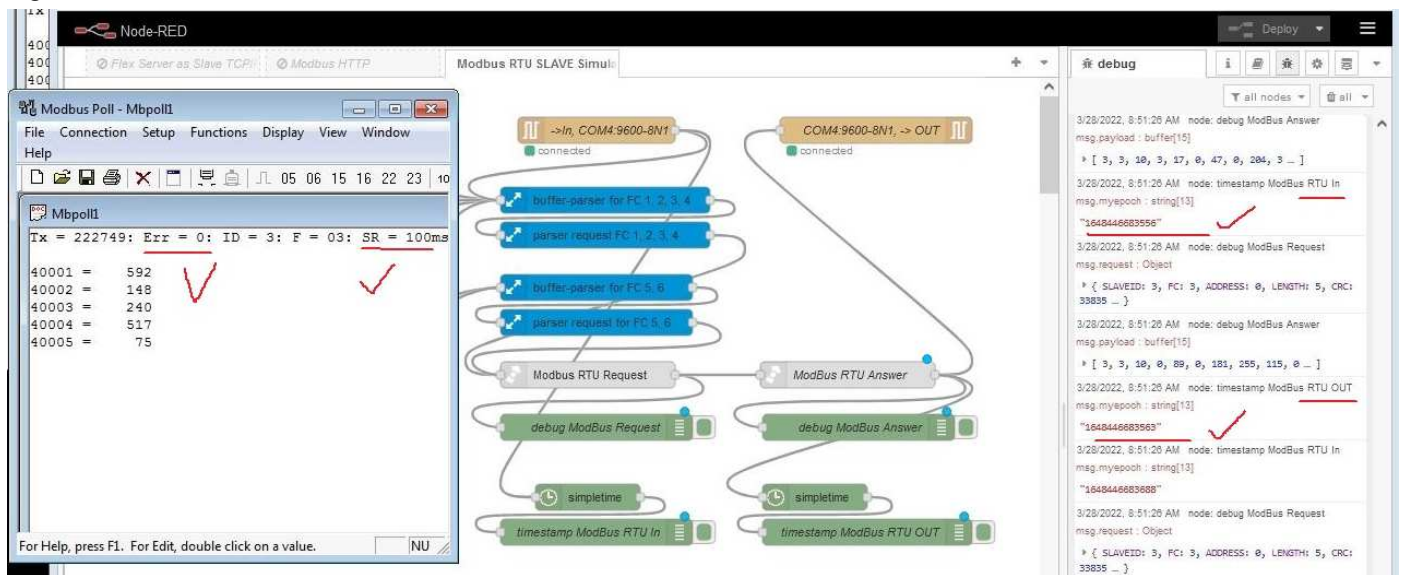 Node-RED
Flex Server as Slave TCP
Modbus HTTP
Modbus RTU SLAVE Simul
debug
all nodes
all
400
400
400
Modbus Poll - Mbpoll1
File Connection Setup Functions Display View Window
Help
05 06 15 16 22 23
Mbpoll1
Tx = 222749: Err = 0: ID = 3: F = 03: SR = 100ms
40001 = 592
40002 = 148
40003 = 240
40004 = 517
40005 = 75
For Help, press F1. For Edit, double click on a value.
NU
->In, COM4:9600-8N1
connected
COM4:9600-8N1, -> OUT
connected
buffer-parser for FC 1, 2, 3, 4
parser request FC 1, 2, 3, 4
buffer-parser for FC 5, 6
parser request for FC 5, 6
Modbus RTU Request
ModBus RTU Answer
debug ModBus Request
debug ModBus Answer
simpletime
simpletime
timestamp ModBus RTU In
timestamp ModBus RTU OUT
Deploy
3/28/2022, 8:51:26 AM node: debug ModBus Answer
msg.payload : buffer[15]
[ 3, 3, 10, 3, 17, 0, 47, 0, 204, 3 … ]
3/28/2022, 8:51:26 AM node: timestamp ModBus RTU In
msg.myepoch : string[13]
"1648446683556"
3/28/2022, 8:51:26 AM node: debug ModBus Request
msg.request : Object
{ SLAVEID: 3, FC: 3, ADDRESS: 0, LENGTH: 5, CRC:
33835 … }
3/28/2022, 8:51:26 AM node: debug ModBus Answer
msg.payload : buffer[15]
[ 3, 3, 10, 0, 89, 0, 181, 255, 115, 0 … ]
3/28/2022, 8:51:26 AM node: timestamp ModBus RTU OUT
msg.myepoch : string[13]
"1648446683563"
3/28/2022, 8:51:26 AM node: timestamp ModBus RTU In
msg.myepoch : string[13]
"1648446683688"
3/28/2022, 8:51:26 AM node: debug ModBus Request
msg.request : Object
{ SLAVEID: 3, FC: 3, ADDRESS: 0, LENGTH: 5, CRC:
33835 … }